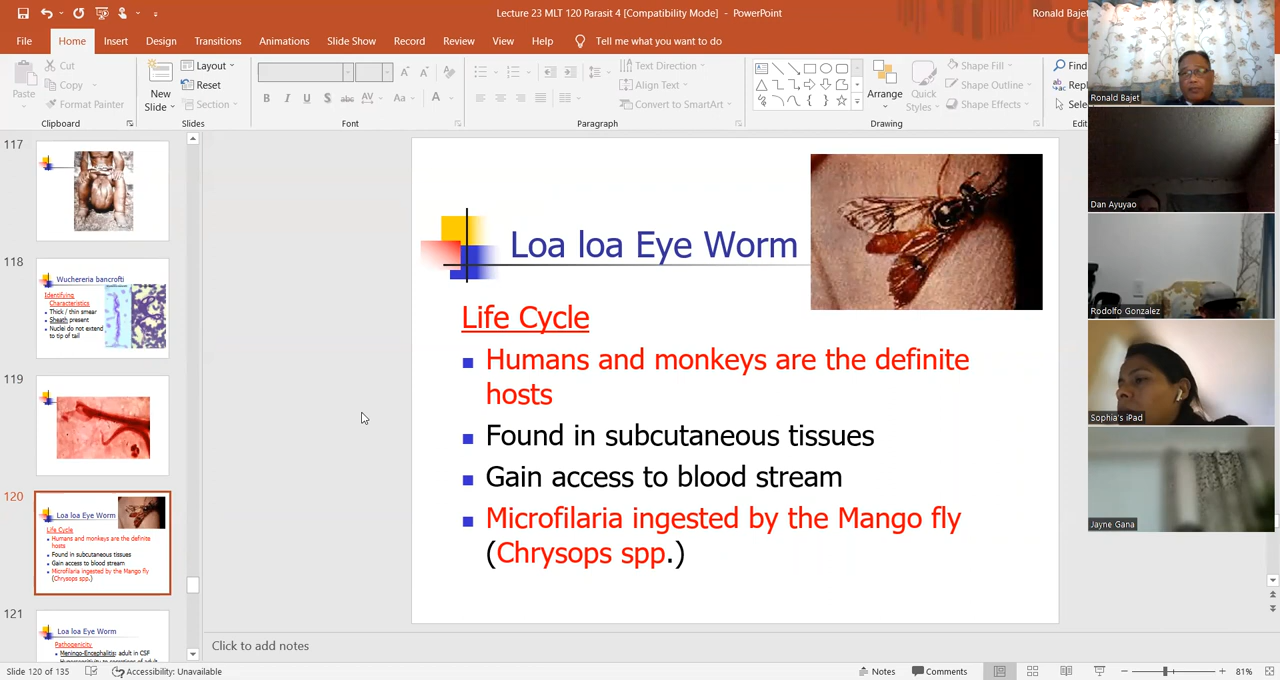 Lecture 23 MLT 120 Parasit 4 [Compatibility Mode] - PowerPoint
Ronald Bajet
File Home Insert Design Transitions Animations Slide Show Record Review View Help Tell me what you want to do
Paste
Cut
Copy
Format Painter
Clipboard
New Slide
Layout
Reset
Section
Slides
Font
Text Direction
Align Text
Convert to SmartArt
Paragraph
Arrange
Quick Styles
Shape Fill
Shape Outline
Shape Effects
Drawing
Find
117
118
Wuchereria bancrofti
Identifying
Characteristics
Thick / thin smear
Sheath present
Nuclei do not extend
to tip of tail
119
120
Loa loa Eye Worm
Life Cycle
Humans and monkeys are the definite
hosts
Found in subcutaneous tissues
Gain access to blood stream
Microfilaria ingested by the Mango fly
(Chrysops spp.)
121
Loa loa Eye Worm
Pathogenicity
Meningo-Encephalitis: adult in CSF
Loa loa Eye Worm
Life Cycle
Humans and monkeys are the definite
hosts
Found in subcutaneous tissues
Gain access to blood stream
Microfilaria ingested by the Mango fly
(Chrysops spp.)
Click to add notes
Slide 120 of 135 Accessibility: Unavailable Notes Comments 81%
Ronald Bajet
Dan Ayuyao
Rodolfo Gonzalez
Sophia's iPad
Jayne Gana